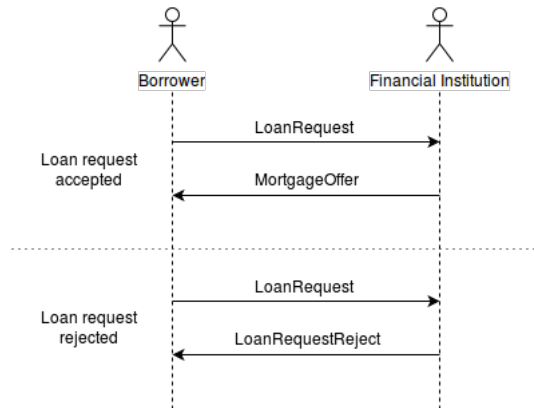 Borrower
Financial Institution
LoanRequest
Loan request
accepted
MortgageOffer
LoanRequest
Loan request
rejected
LoanRequestReject